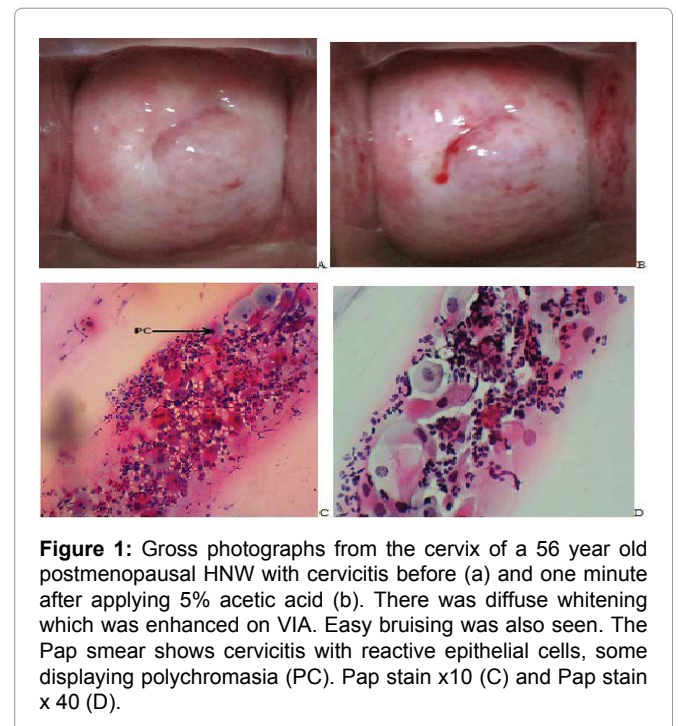 A
B
PC
C
D
Figure 1: Gross photographs from the cervix of a 56 year old
postmenopausal HNW with cervicitis before (a) and one minute
after applying 5% acetic acid (b). There was diffuse whitening
which was enhanced on VIA. Easy bruising was also seen. The
Pap smear shows cervicitis with reactive epithelial cells, some
displaying polychromasia (PC). Pap stain x10 (C) and Pap stain
x 40 (D).